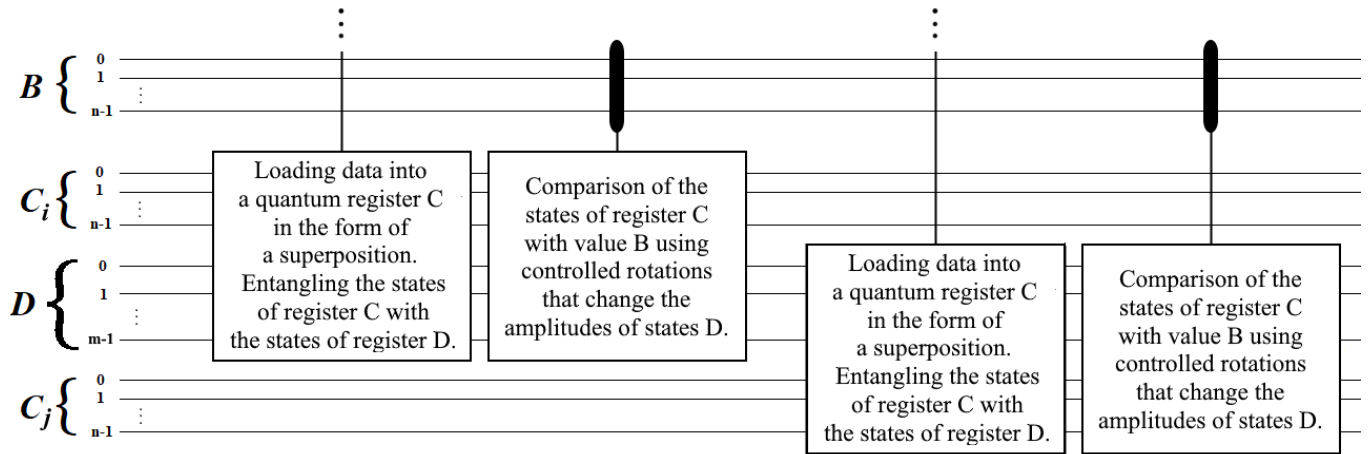 B
0
1
n-1
C_i
0
1
n-1
D
0
1
m-1
C_j
0
1
n-1
Loading data into
a quantum register C
in the form of
a superposition.
Entangling the states
of register C with
the states of register D.
Comparison of the
states of register C
with value B using
controlled rotations
that change the
amplitudes of states D.
Loading data into
a quantum register C
in the form of
a superposition.
Entangling the states
of register C with
the states of register D.
Comparison of the
states of register C
with value B using
controlled rotations
that change the
amplitudes of states D.